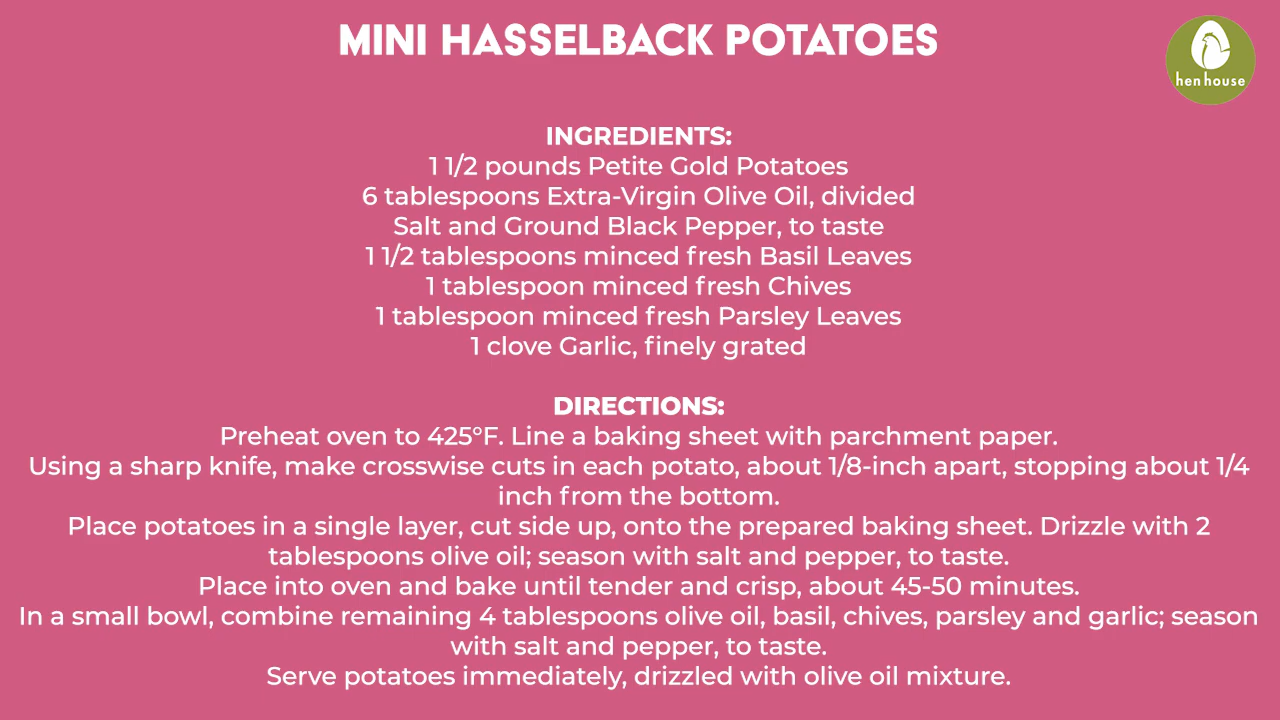 MINI HASSELBACK POTATOES
hen house
INGREDIENTS:
1 1/2 pounds Petite Gold Potatoes
6 tablespoons Extra-Virgin Olive Oil, divided
Salt and Ground Black Pepper, to taste
1 1/2 tablespoons minced fresh Basil Leaves
1 tablespoon minced fresh Chives
1 tablespoon minced fresh Parsley Leaves
1 clove Garlic, finely grated
DIRECTIONS:
Preheat oven to 425°F. Line a baking sheet with parchment paper.
Using a sharp knife, make crosswise cuts in each potato, about 1/8-inch apart, stopping about 1/4
inch from the bottom.
Place potatoes in a single layer, cut side up, onto the prepared baking sheet. Drizzle with 2
tablespoons olive oil; season with salt and pepper, to taste.
Place into oven and bake until tender and crisp, about 45-50 minutes.
In a small bowl, combine remaining 4 tablespoons olive oil, basil, chives, parsley and garlic; season
with salt and pepper, to taste.
Serve potatoes immediately, drizzled with olive oil mixture.